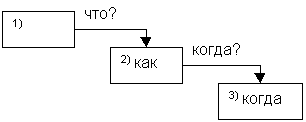 1)
что?
2) как
когда?
3) когда